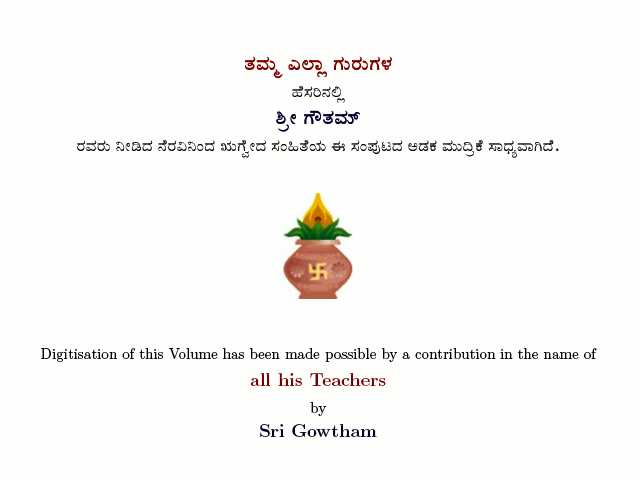 ತಮ್ಮ ಎಲ್ಲಾ ಗುರುಗಳ
ಹೆಸರಿನಲ್ಲಿ
ಶ್ರೀ ಗೌತಮ್
ರವರು ನೀಡಿದ ನೆರವಿನಿಂದ ಋಗ್ವೇದ ಸಂಹಿತೆಯ ಈ ಸಂಪುಟದ ಅಡಕ ಮುದ್ರಿಕೆ ಸಾಧ್ಯವಾಗಿದೆ.
Digitisation of this Volume has been made possible by a contribution in the name of
all his Teachers
by
Sri Gowtham